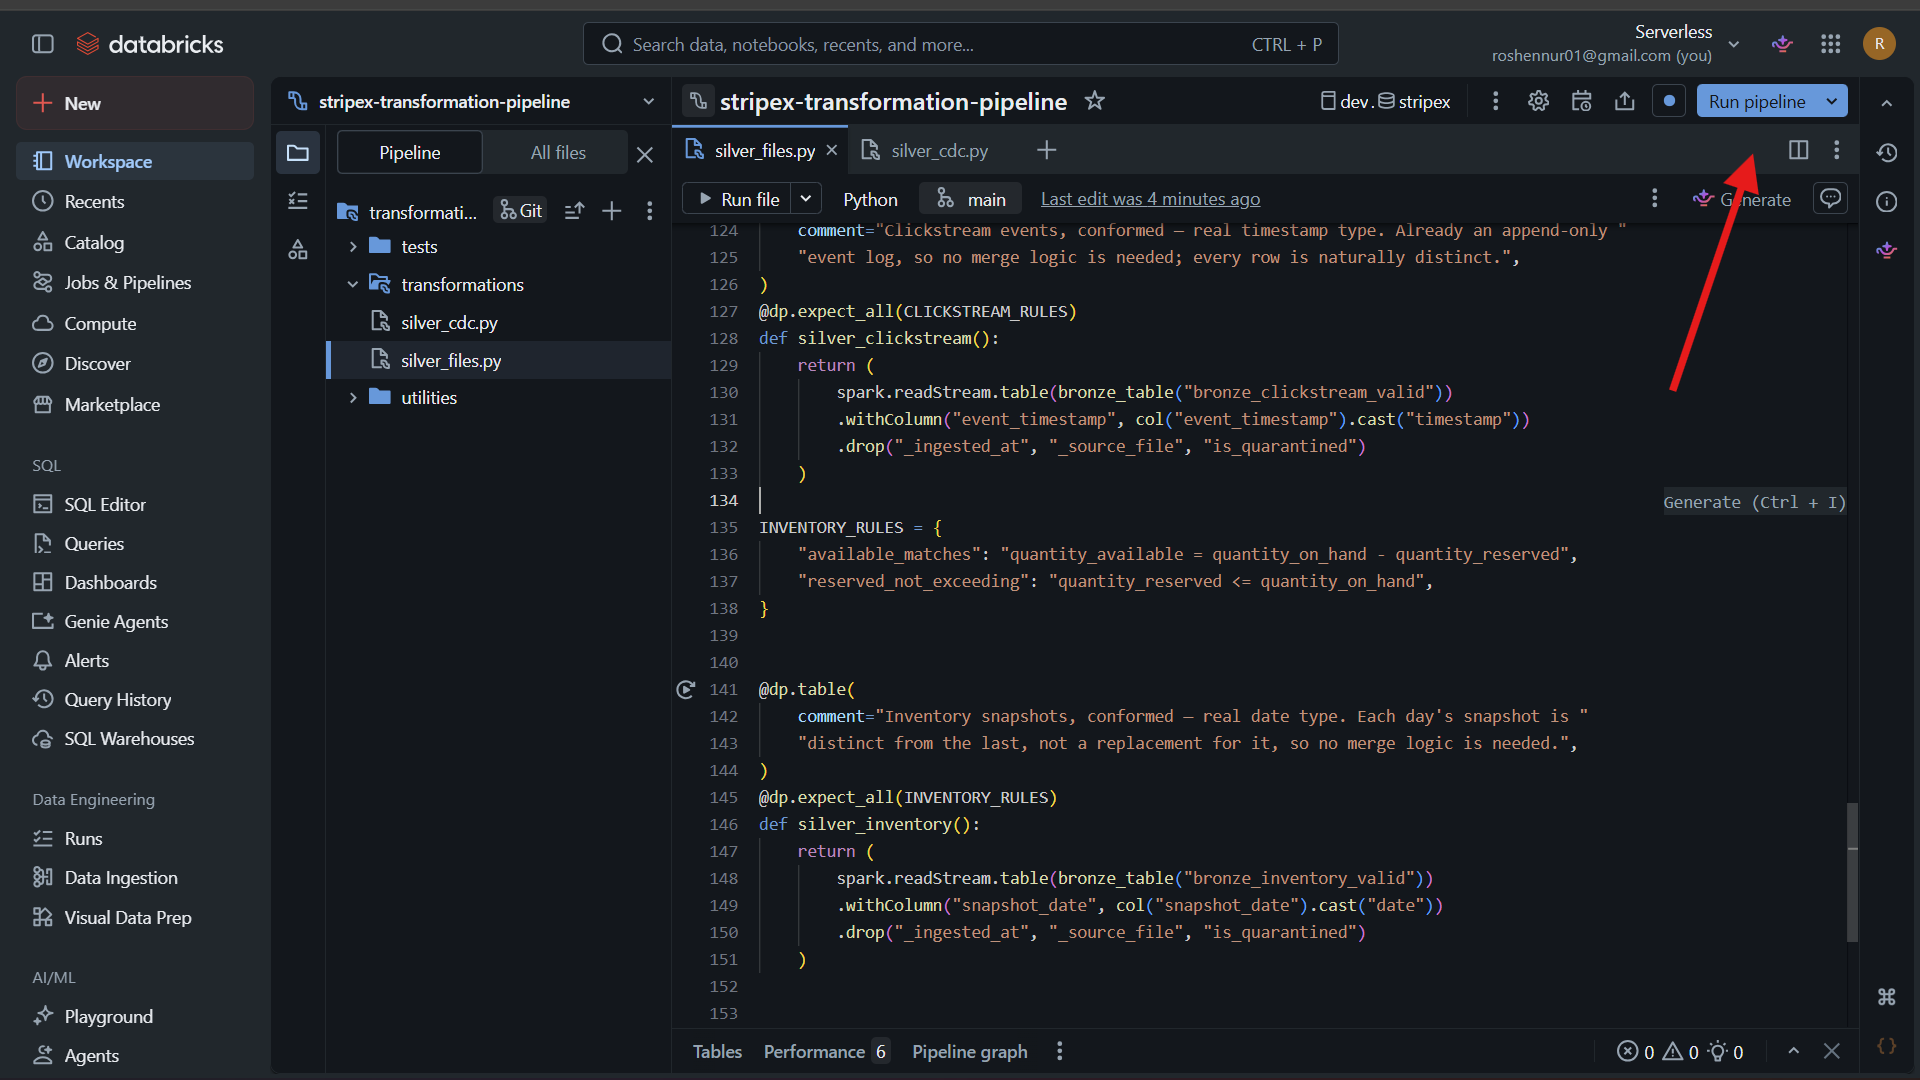 databricks
Search data, notebooks, recents, and more...
CTRL + P
Serverless
roshennur01@gmail.com (you)
R
New
Workspace
Recents
Catalog
Jobs & Pipelines
Compute
Discover
Marketplace
SQL
SQL Editor
Queries
Dashboards
Genie Agents
Alerts
Query History
SQL Warehouses
Data Engineering
Runs
Data Ingestion
Visual Data Prep
AI/ML
Playground
Agents
stripex-transformation-pipeline
Pipeline
All files
transformati...
Git
tests
transformations
silver_cdc.py
silver_files.py
utilities
stripex-transformation-pipeline
dev . stripex
Run pipeline
silver_files.py
silver_cdc.py
Run file
Python
main
Last edit was 4 minutes ago
Generate
124 comment="Clickstream events, conformed — real timestamp type. Already an append-only "
125 "event log, so no merge logic is needed; every row is naturally distinct.",
126 )
127 @dp.expect_all(CLICKSTREAM_RULES)
128 def silver_clickstream():
129 return (
130 spark.readStream.table(bronze_table("bronze_clickstream_valid"))
131 .withColumn("event_timestamp", col("event_timestamp").cast("timestamp"))
132 .drop("_ingested_at", "_source_file", "is_quarantined")
133 )
134
Generate (Ctrl + I)
135 INVENTORY_RULES = {
136 "available_matches": "quantity_available = quantity_on_hand - quantity_reserved",
137 "reserved_not_exceeding": "quantity_reserved <= quantity_on_hand",
138 }
139
140
141 @dp.table(
142 comment="Inventory snapshots, conformed — real date type. Each day's snapshot is "
143 "distinct from the last, not a replacement for it, so no merge logic is needed.",
144 )
145 @dp.expect_all(INVENTORY_RULES)
146 def silver_inventory():
147 return (
148 spark.readStream.table(bronze_table("bronze_inventory_valid"))
149 .withColumn("snapshot_date", col("snapshot_date").cast("date"))
150 .drop("_ingested_at", "_source_file", "is_quarantined")
151 )
152
153
Tables
Performance 6
Pipeline graph
0 0 0